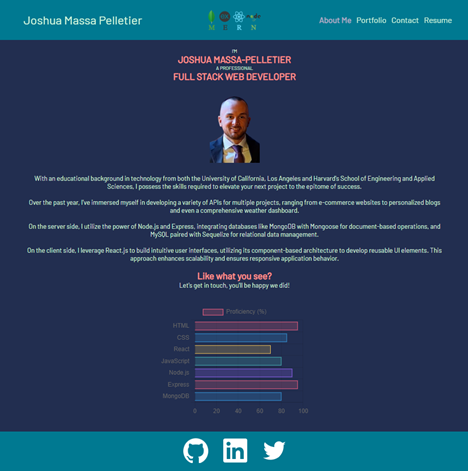 Joshua Massa Pelletier
M E R N
About Me Portfolio Contact Resume
I'M
JOSHUA MASSA-PELLETIER
A PROFESSIONAL
FULL STACK WEB DEVELOPER
With an educational background in technology from both the University of California, Los Angeles and Harvard's School of Engineering and Applied
Sciences, I possess the skills required to elevate your next project to the epitome of success.
Over the past year, I've immersed myself in developing a variety of APIs for multiple projects, ranging from e-commerce websites to personalized blogs
and even a comprehensive weather dashboard.
On the server side, I utilize the power of Node.js and Express, integrating databases like MongoDB with Mongoose for document-based operations, and
MySQL paired with Sequelize for relational data management.
On the client side, I leverage React.js to build intuitive user interfaces, utilizing its component-based architecture to develop reusable UI elements. This
approach enhances scalability and ensures responsive application behavior.
Like what you see?
Let's get in touch, you'll be happy we did!
Proficiency (%)
HTML
CSS
React
JavaScript
Node.js
Express
MongoDB
0 20 40 60 80 100